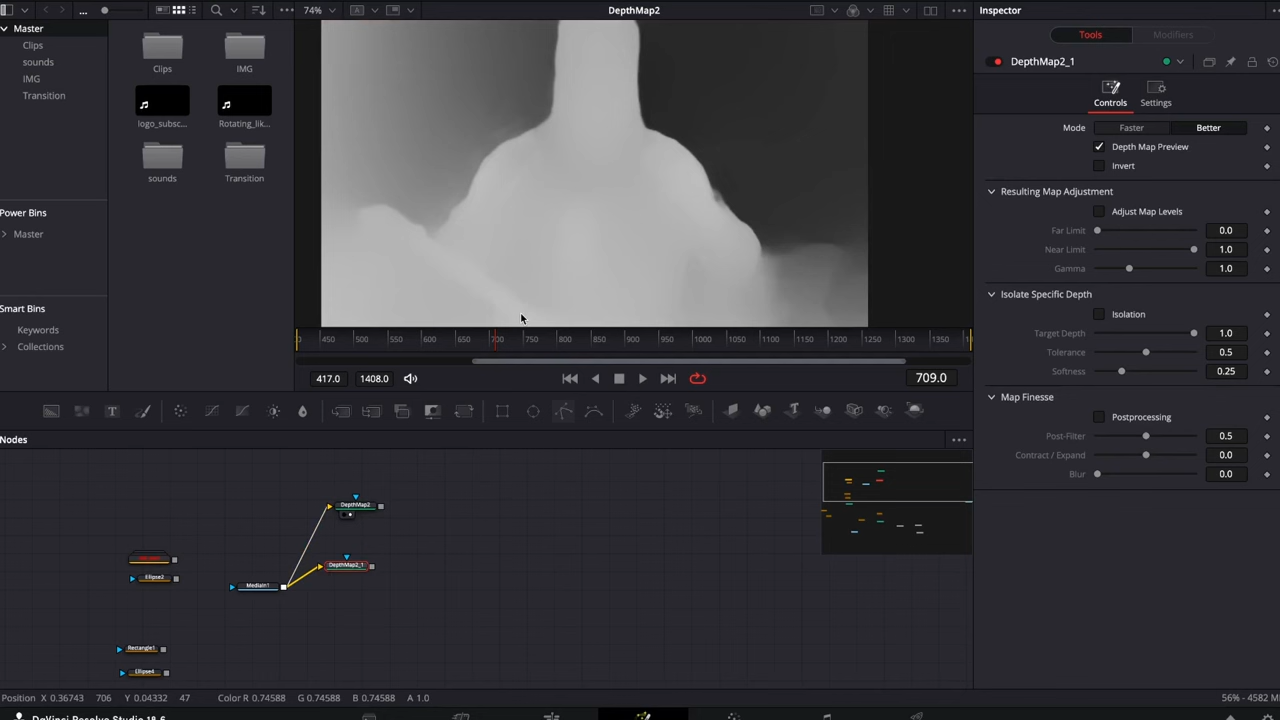 ...
74%
DepthMap2
Inspector
Master
Clips
sounds
IMG
Transition
Power Bins
Master
Smart Bins
Keywords
Collections
Clips
IMG
logo_subsc...
Rotating_lik...
sounds
Transition
450
500
550
600
650
750
800
850
900
950
1000
1050
1100
1150
1200
1250
1300
1350
417.0
1408.0
709.0
Nodes
DepthMap2
DepthMap2_1
MediaIn1
Ellipse2
Rectangle1
Ellipse4
Tools
Modifiers
DepthMap2_1
Controls
Settings
Mode Faster Better
Depth Map Preview
Invert
Resulting Map Adjustment
Adjust Map Levels
Far Limit 0.0
Near Limit 1.0
Gamma 1.0
Isolate Specific Depth
Isolation
Target Depth 1.0
Tolerance 0.5
Softness 0.25
Map Finesse
Postprocessing
Post-Filter 0.5
Contract / Expand 0.0
Blur 0.0
Position X 0.36743 706 Y 0.04332 47 Color R 0.74588 G 0.74588 B 0.74588 A 1.0
56% - 4582 M
DaVinci Resolve Studio 18.6